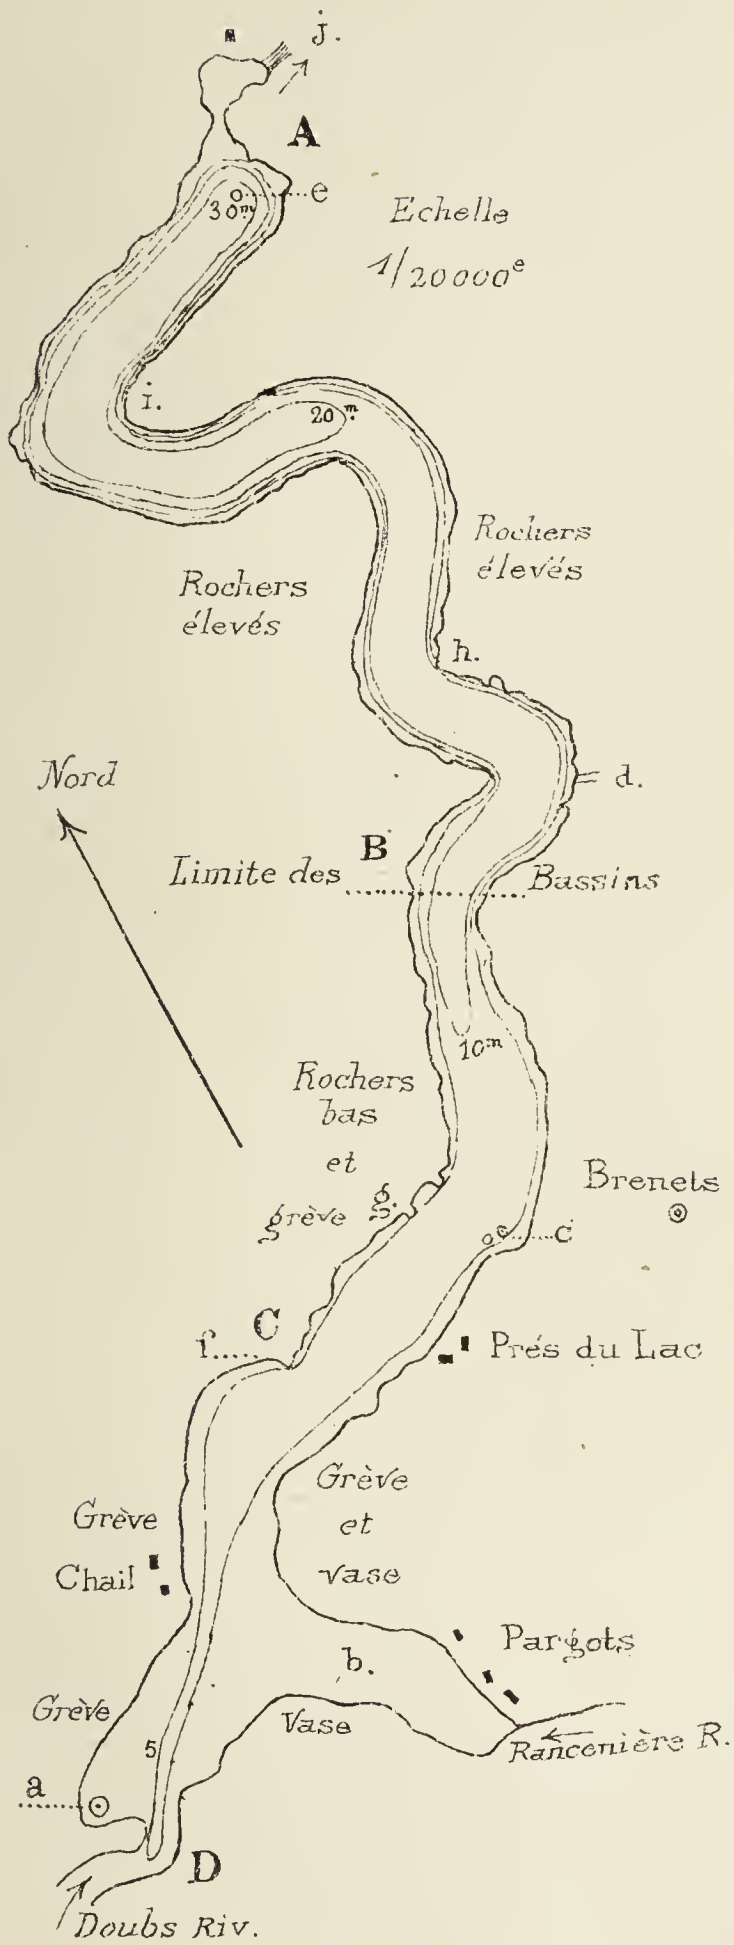 j.
A
e
30m
Echelle
1/20000e
i.
20m.
Rochers
élevés
Rochers
élevés
h.
Nord
d.
B
Limite des
Bassins
10m
Rochers
bas
et
grève
g.
Brenets
c
C
f.....
Prés du Lac
Grève
et
vase
Grève
Chail
Pargots
b.
Grève
Vase
Ranconière R.
5
a
D
Doubs Riv.